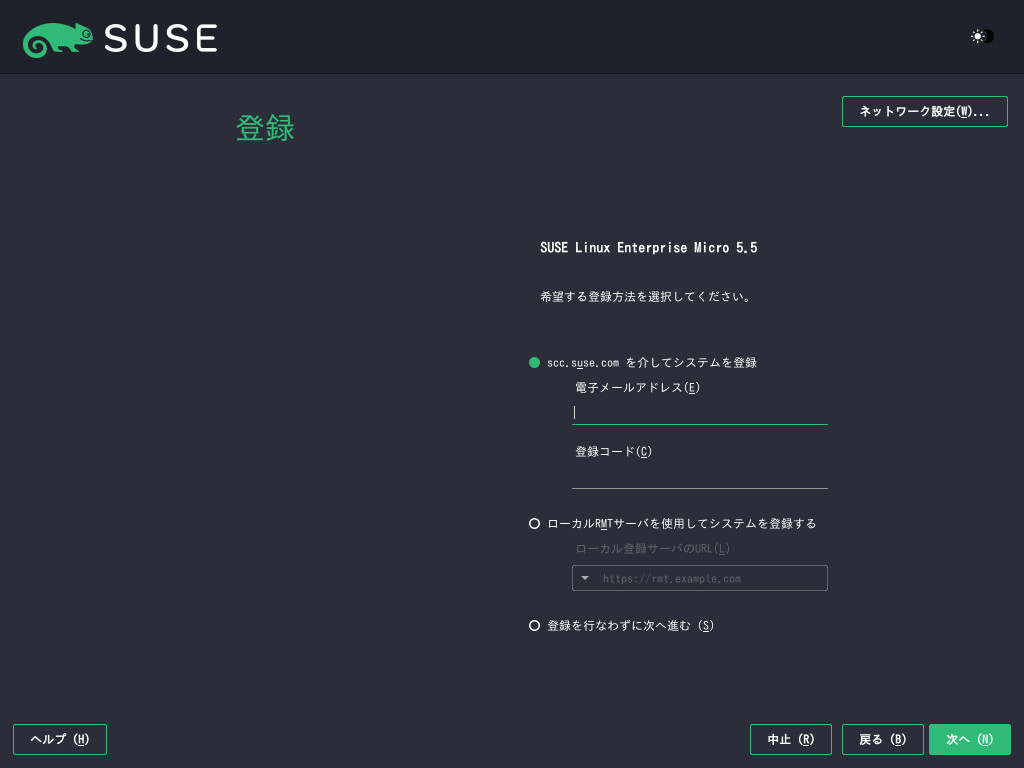 SUSE
ネットワーク設定(W)...
登録
SUSE Linux Enterprise Micro 5.5
希望する登録方法を選択してください。
scc.suse.com を介してシステムを登録
電子メールアドレス(E)
登録コード(C)
ローカルRMTサーバを使用してシステムを登録する
ローカル登録サーバのURL(L)
https://rmt.example.com
登録を行なわずに次へ進む (S)
ヘルプ (H)
中止 (R)
戻る (B)
次へ (N)